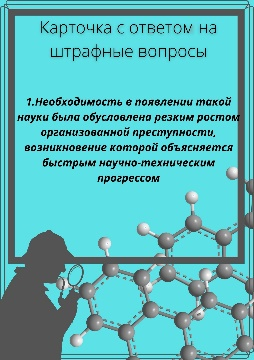 Карточка с ответом на
штрафные вопросы
1.Необходимость в появлении такой
науки была обусловлена резким ростом
организованной преступности,
возникновение которой объясняется
быстрым научно-техническим
прогрессом